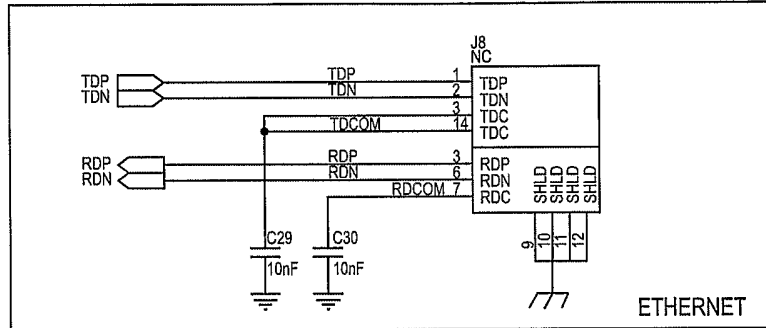 J8
NC
TDP TDP 1 TDP
TDN TDN 2 TDN
3 TDC
TDCOM 14 TDC
RDP RDP 3 RDP
RDN RDN 6 RDN
RDCOM 7 RDC
SHLD SHLD SHLD SHLD
9 10 11 12
C29 C30
10nF 10nF
ETHERNET